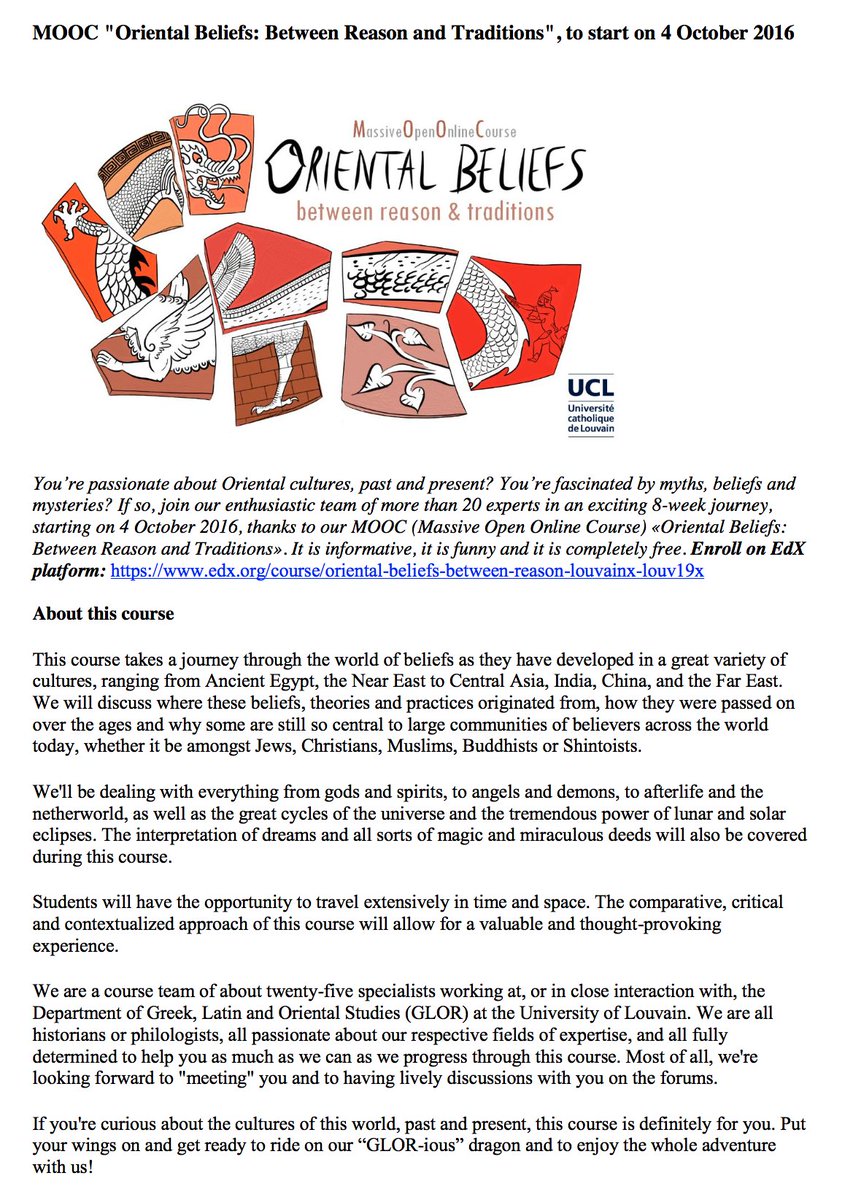 MOOC "Oriental Beliefs: Between Reason and Traditions", to start on 4 October 2016
MassiveOpenOnlineCourse
ORIENTAL BELIEFS
between reason & traditions
UCL
Université
catholique
de Louvain
You’re passionate about Oriental cultures, past and present? You’re fascinated by myths, beliefs and
mysteries? If so, join our enthusiastic team of more than 20 experts in an exciting 8-week journey,
starting on 4 October 2016, thanks to our MOOC (Massive Open Online Course) «Oriental Beliefs:
Between Reason and Traditions». It is informative, it is funny and it is completely free. Enroll on EdX
platform: https://www.edx.org/course/oriental-beliefs-between-reason-louvainx-louv19x
About this course
This course takes a journey through the world of beliefs as they have developed in a great variety of
cultures, ranging from Ancient Egypt, the Near East to Central Asia, India, China, and the Far East.
We will discuss where these beliefs, theories and practices originated from, how they were passed on
over the ages and why some are still so central to large communities of believers across the world
today, whether it be amongst Jews, Christians, Muslims, Buddhists or Shintoists.
We'll be dealing with everything from gods and spirits, to angels and demons, to afterlife and the
netherworld, as well as the great cycles of the universe and the tremendous power of lunar and solar
eclipses. The interpretation of dreams and all sorts of magic and miraculous deeds will also be covered
during this course.
Students will have the opportunity to travel extensively in time and space. The comparative, critical
and contextualized approach of this course will allow for a valuable and thought-provoking
experience.
We are a course team of about twenty-five specialists working at, or in close interaction with, the
Department of Greek, Latin and Oriental Studies (GLOR) at the University of Louvain. We are all
historians or philologists, all passionate about our respective fields of expertise, and all fully
determined to help you as much as we can as we progress through this course. Most of all, we're
looking forward to "meeting" you and to having lively discussions with you on the forums.
If you're curious about the cultures of this world, past and present, this course is definitely for you. Put
your wings on and get ready to ride on our “GLOR-ious” dragon and to enjoy the whole adventure
with us!